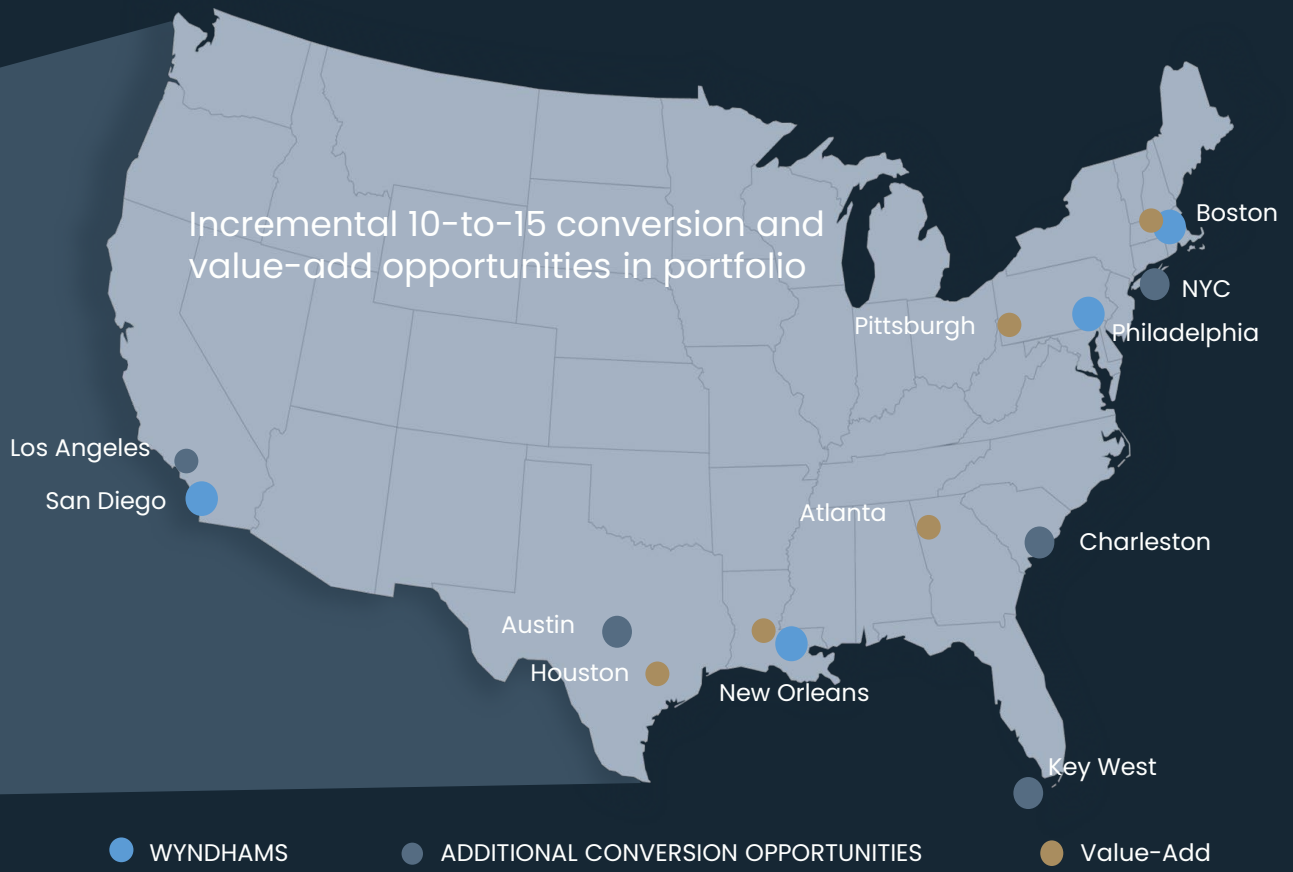 Incremental 10-to-15 conversion and
value-add opportunities in portfolio
Boston
NYC
Pittsburgh
Philadelphia
Los Angeles
San Diego
Atlanta
Charleston
Austin
Houston
New Orleans
Key West
WYNDHAMS
ADDITIONAL CONVERSION OPPORTUNITIES
Value-Add